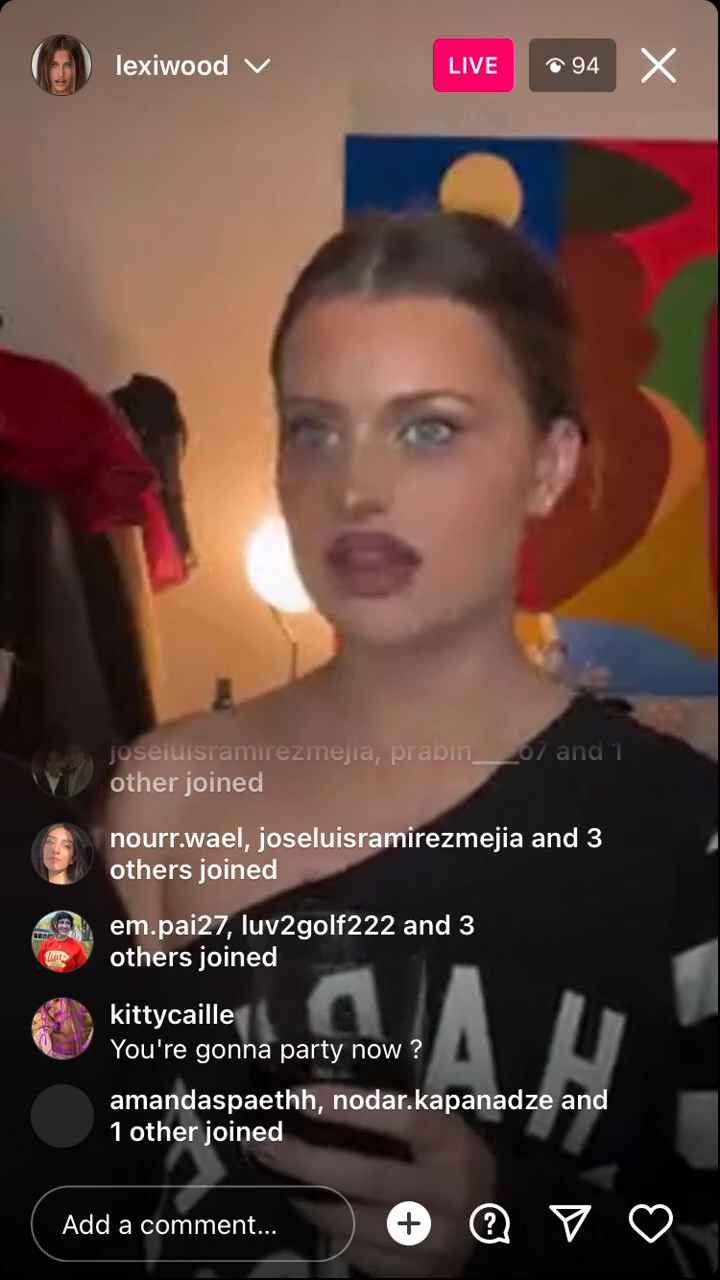 lexiwood
LIVE
94
joseluisramirezmejia, prabin___67 and 1
other joined
nourr.wael, joseluisramirezmejia and 3
others joined
em.pai27, luv2golf222 and 3
others joined
kittycaille
You're gonna party now ?
amandaspaethh, nodar.kapanadze and
1 other joined
Add a comment...